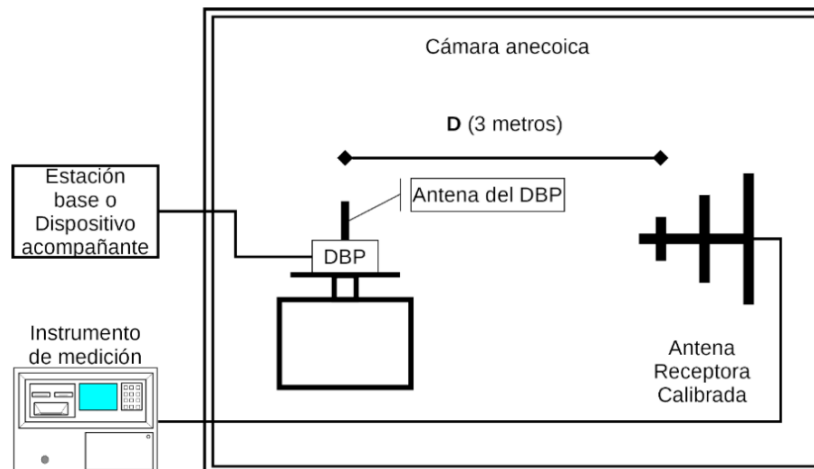 Cámara anecoica
D (3 metros)
Estación
base o
Dispositivo
acompañante
Antena del DBP
DBP
Instrumento
de medición
Antena
Receptora
Calibrada